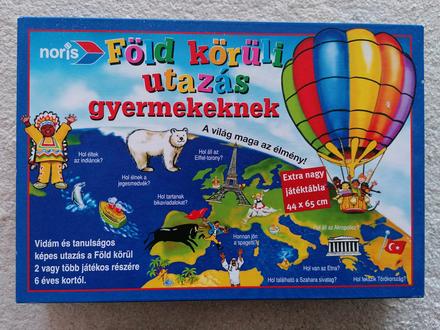 noris
Föld körüli
utazás
gyermekeknek
A világ maga az élmény!
Hol éltek
az indiánok?
Hol élnek a
jegesmedvék?
Hol áll az
Eiffel-torony?
Extra nagy
játéktábla
44 x 65 cm
Hol tartanak
bikaviadalokat?
Honnan jön
a spagetti?
Hol áll az Akropolisz?
Vidám és tanulságos
képes utazás a Föld körül
2 vagy több játékos részére
6 éves kortól.
Hol van az Etna?
Hol található a Szahara sivatag?
Hol fekszik Törökország?